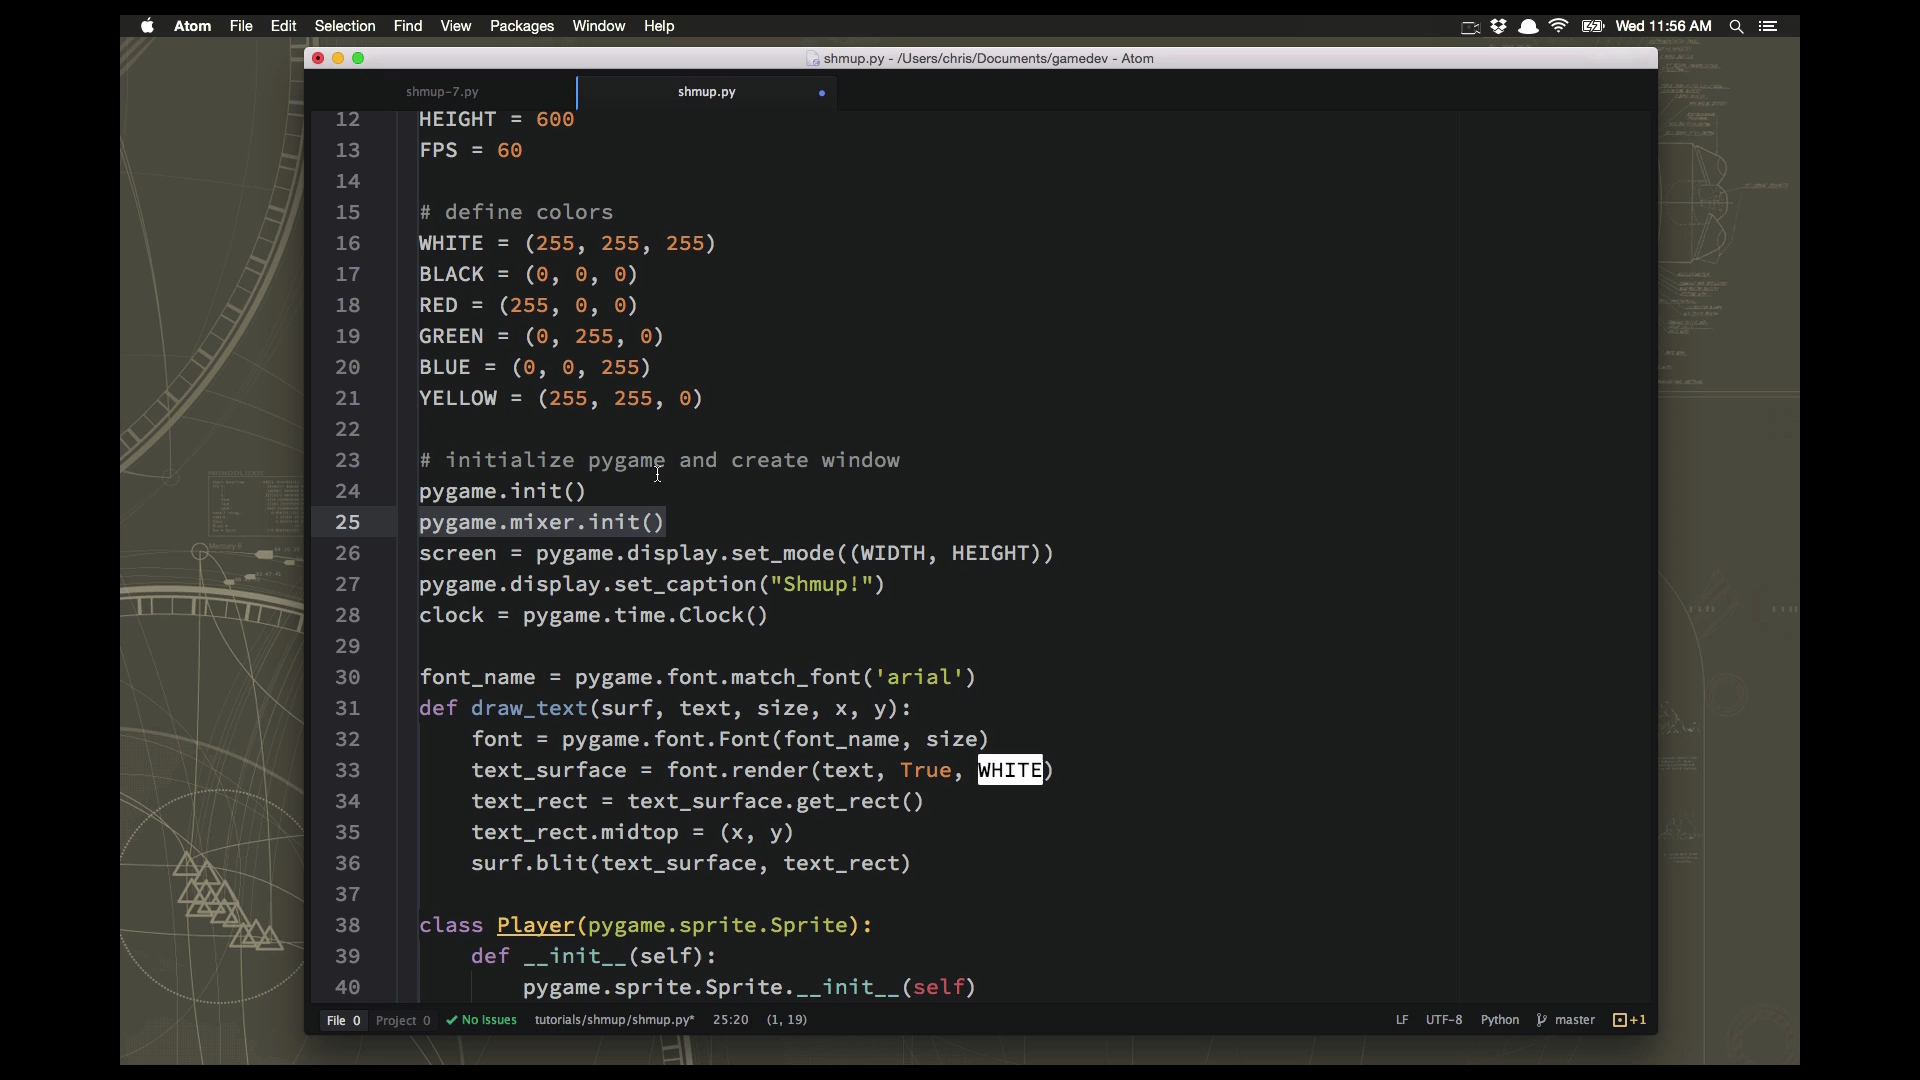 Atom File Edit Selection Find View Packages Window Help Wed 11:56 AM
shmup.py - /Users/chris/Documents/gamedev - Atom
shmup-7.py shmup.py
12 HEIGHT = 600
13 FPS = 60
14
15 # define colors
16 WHITE = (255, 255, 255)
17 BLACK = (0, 0, 0)
18 RED = (255, 0, 0)
19 GREEN = (0, 255, 0)
20 BLUE = (0, 0, 255)
21 YELLOW = (255, 255, 0)
22
23 # initialize pygame and create window
24 pygame.init()
25 pygame.mixer.init()
26 screen = pygame.display.set_mode((WIDTH, HEIGHT))
27 pygame.display.set_caption("Shmup!")
28 clock = pygame.time.Clock()
29
30 font_name = pygame.font.match_font('arial')
31 def draw_text(surf, text, size, x, y):
32 font = pygame.font.Font(font_name, size)
33 text_surface = font.render(text, True, WHITE)
34 text_rect = text_surface.get_rect()
35 text_rect.midtop = (x, y)
36 surf.blit(text_surface, text_rect)
37
38 class Player(pygame.sprite.Sprite):
39 def __init__(self):
40 pygame.sprite.Sprite.__init__(self)
File 0 Project 0 No Issues tutorials/shmup/shmup.py* 25:20 (1, 19) LF UTF-8 Python master +1